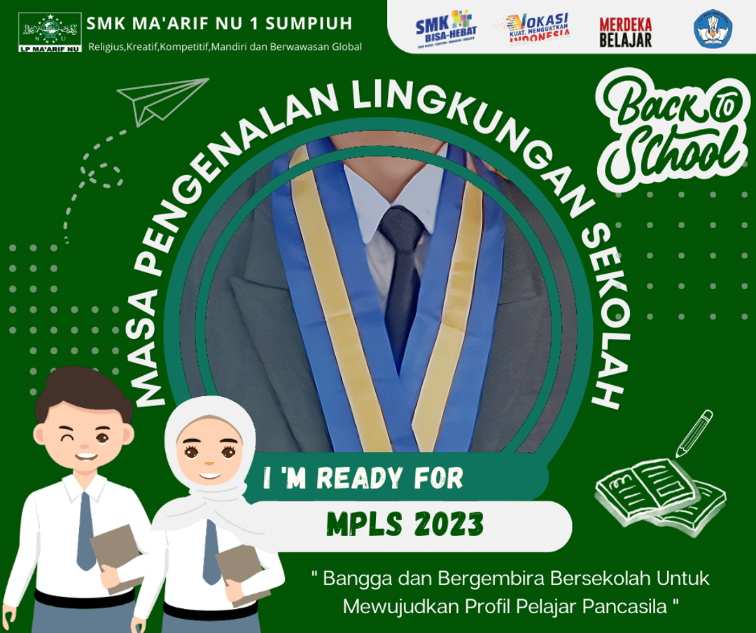 SMK MA'ARIF NU 1 SUMPIUH
Religius,Kreatif,Kompetitif,Mandiri dan Berwawasan Global
LP MA'ARIF NU
SMK
BISA-HEBAT
VOKASI
KUAT, MENGUATKAN
INDONESIA
MERDEKA
BELAJAR
Back to
School
MASA PENGENALAN LINGKUNGAN SEKOLAH
I 'M READY FOR
MPLS 2023
" Bangga dan Bergembira Bersekolah Untuk
Mewujudkan Profil Pelajar Pancasila "